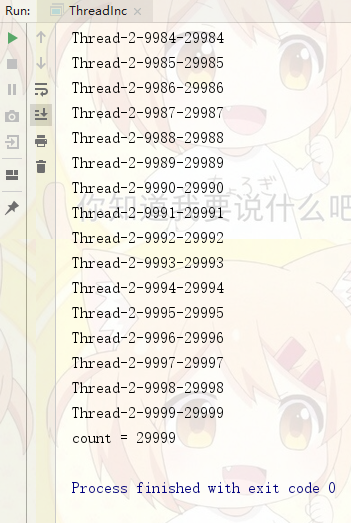 Run: ThreadInc
Thread-2-9984-29984
Thread-2-9985-29985
Thread-2-9986-29986
Thread-2-9987-29987
Thread-2-9988-29988
Thread-2-9989-29989
Thread-2-9990-29990
あらろぎ
Thread-2-9991-29991
你知道我要说什么吧
Thread-2-9992-29992
Thread-2-9993-29993
Thread-2-9994-29994
Thread-2-9995-29995
Thread-2-9996-29996
Thread-2-9997-29997
Thread-2-9998-29998
Thread-2-9999-29999
count = 29999
Process finished with exit code 0